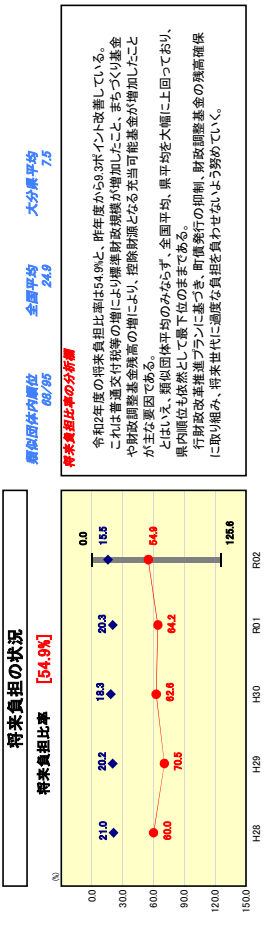 将来負担の状況
将来負担比率 [54.9%]
(%)
0.0
30.0
60.0
90.0
120.0
150.0
21.0
20.2
18.3
20.3
15.5
0.0
60.0
70.5
62.6
64.2
54.9
125.6
H28
H29
H30
R01
R02
類似団体内順位
68/95
全国平均
24.9
大分県平均
7.5
将来負担比率の分析欄
令和2年度の将来負担比率は54.9%と、昨年度から9.3ポイント改善している。
これは普通交付税等の増により標準財政規模が増加したこと、まちづくり基金
や財政調整基金残高の増により、控除財源となる充当可能基金が増加したこと
が主な要因である。
とはいえ、類似団体平均のみならず、全国平均、県平均を大幅に上回っており、
県内順位も依然として最下位のままである。
行財政改革推進プランに基づき、町債発行の抑制、財政調整基金の残高確保
に取り組み、将来世代に過度な負担を負わせないよう努めていく。